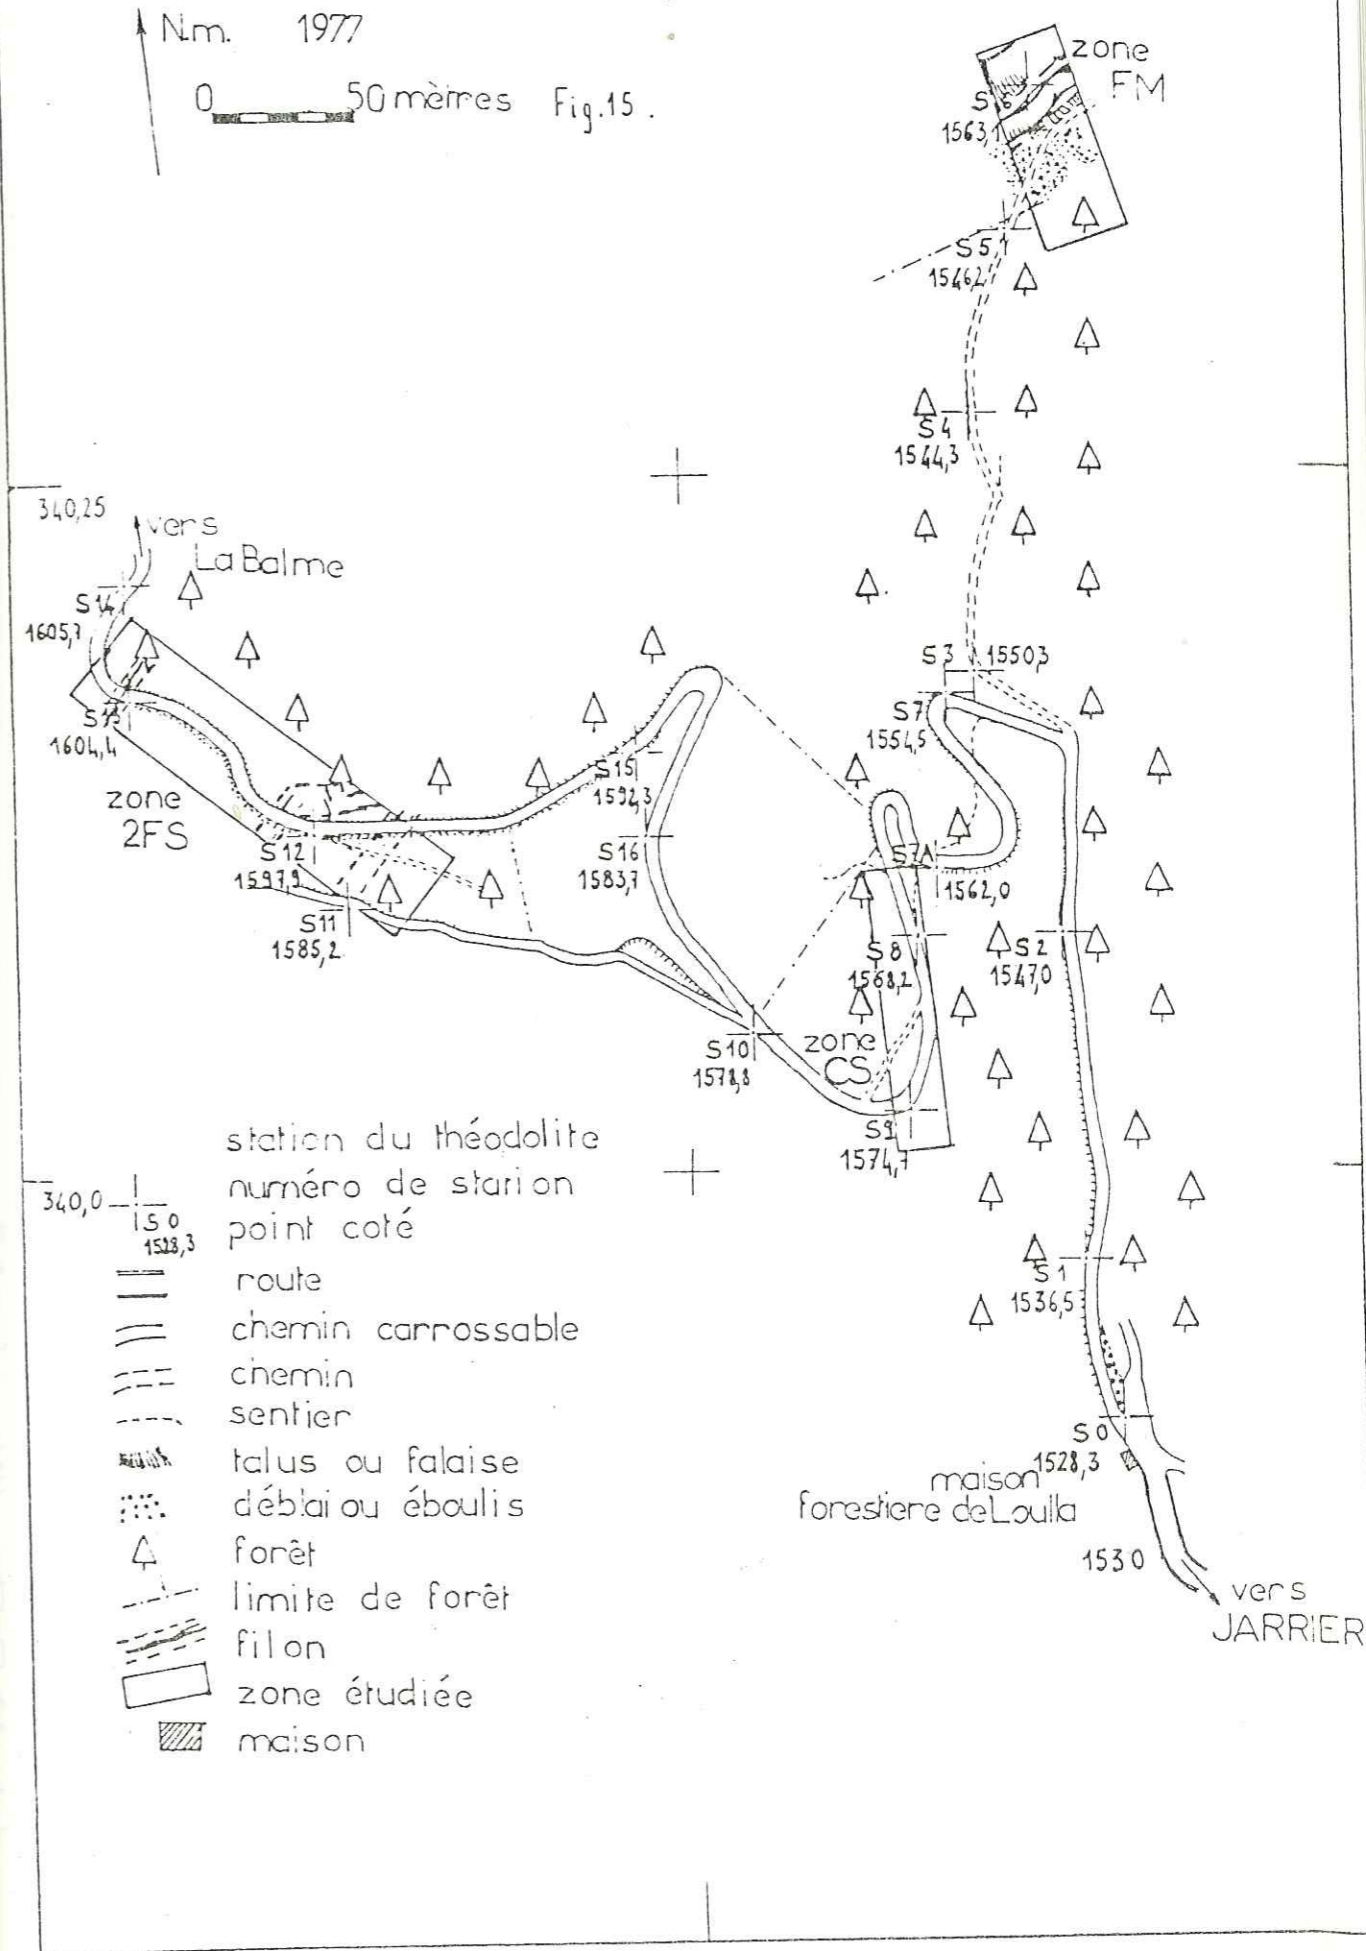 N.m. 1977
0 50 mètres Fig.15.
zone
FM
S6
1563,1
S5
1546,2
S4
1544,3
340,25
vers
La Balme
S14
1605,7
S3 1550,3
S7
1554,5
S13
1604,4
zone
2FS
S15
1592,3
S12
1597,9
S16
1583,7
S7A
1562,0
S11
1585,2
S8
1568,2
S2
1547,0
S10
1578,8
zone
CS
S9
1574,7
340,0
S0
1528,3
station du théodolite
numéro de station
point coté
route
chemin carrossable
chemin
sentier
talus ou falaise
déblai ou éboulis
forêt
limite de forêt
filon
zone étudiée
maison
S1
1536,5
S0
1528,3
maison
forestiere de Loulla
1530
vers
JARRIER